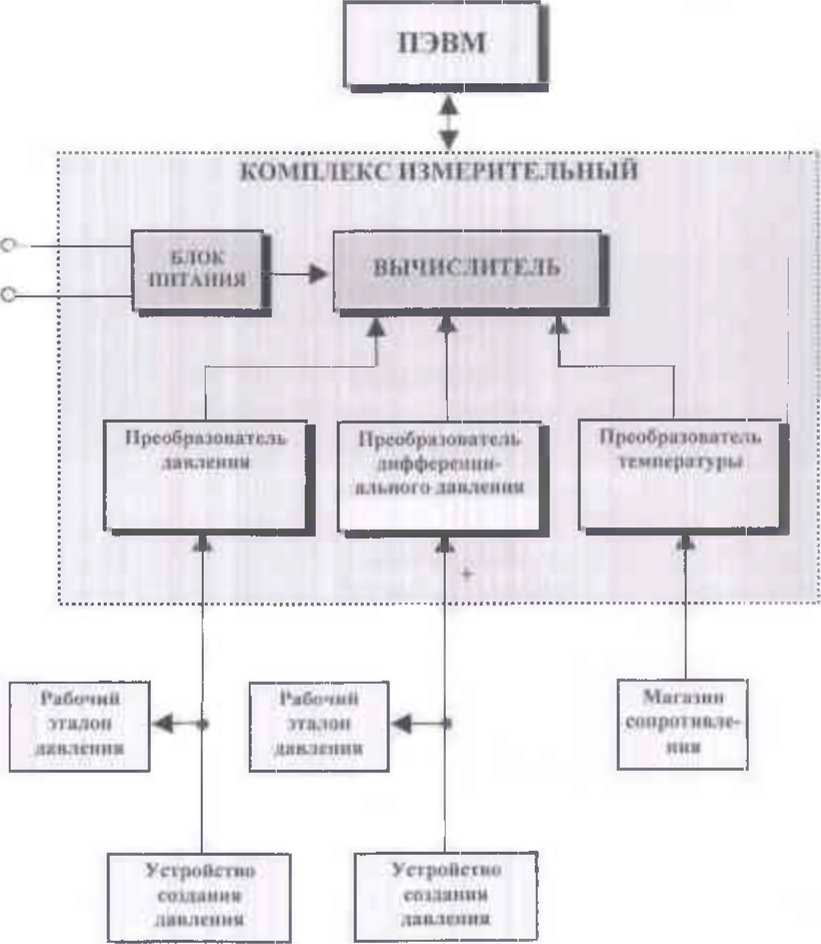 ПЭВМ
КОМПЛЕКС ИЗМЕРИТЕЛЬНЫЙ
БЛОК
ПИТАНИЯ
ВЫЧИСЛИТЕЛЬ
Преобразователь
давления
Преобразователь
дифференци-
ального давления
Преобразователь
температуры
+
Рабочий
эталон
давления
Рабочий
эталон
давления
Магазин
сопротивле-
ния
Устройство
создания
давления
Устройство
создания
давления